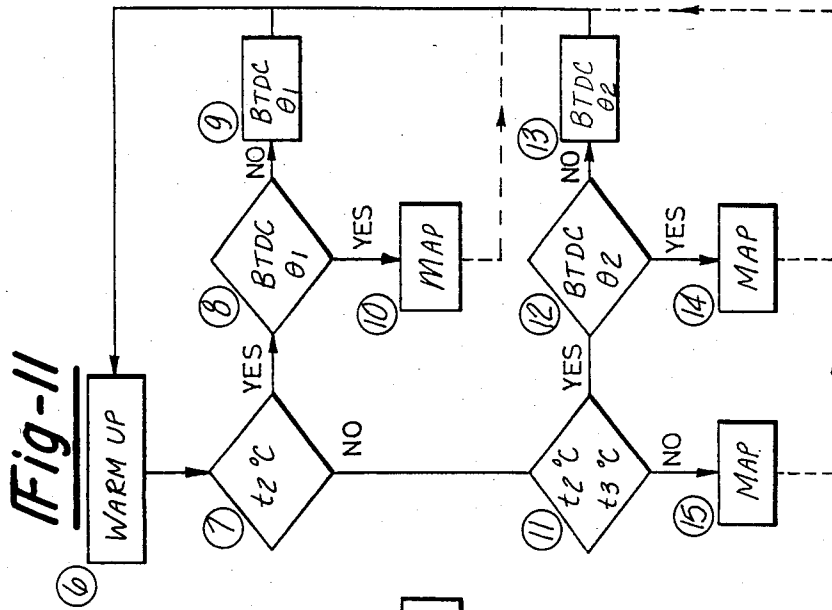 Fig-11
6
WARM UP
7
t2 °C
YES
NO
8
BTDC
θ1
NO
YES
9
BTDC
θ1
10
MAP
11
t2 °C
t3 °C
YES
NO
12
BTDC
θ2
NO
YES
13
BTDC
θ2
14
MAP
15
MAP